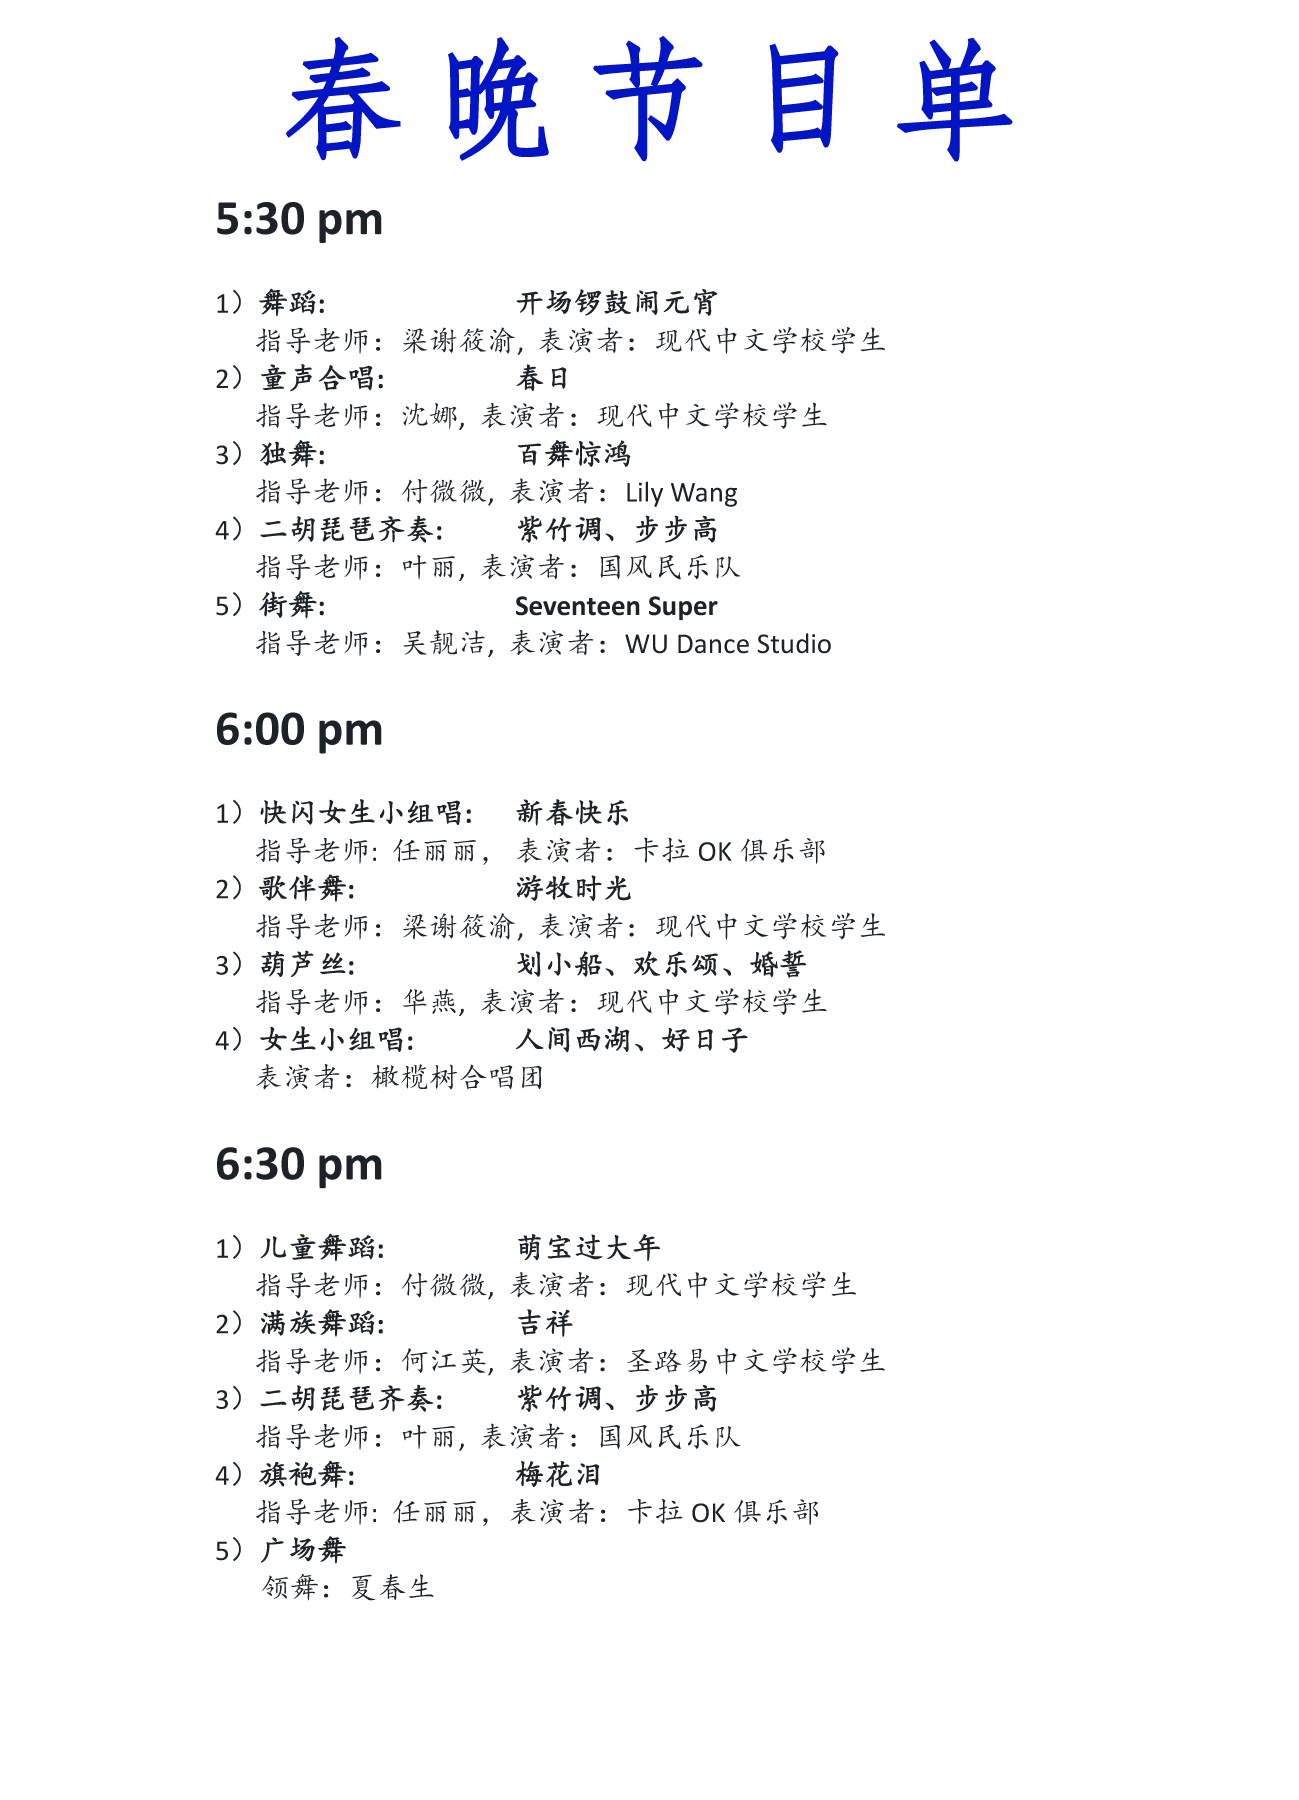 春晚节目单
5:30 pm
1）舞蹈: 开场锣鼓闹元宵
指导老师：梁谢筱渝, 表演者：现代中文学校学生
2）童声合唱: 春日
指导老师：沈娜, 表演者：现代中文学校学生
3）独舞: 百舞惊鸿
指导老师：付微微, 表演者：Lily Wang
4）二胡琵琶齐奏: 紫竹调、步步高
指导老师：叶丽, 表演者：国风民乐队
5）街舞: Seventeen Super
指导老师：吴靓洁, 表演者：WU Dance Studio
6:00 pm
1）快闪女生小组唱: 新春快乐
指导老师: 任丽丽， 表演者：卡拉 OK 俱乐部
2）歌伴舞: 游牧时光
指导老师：梁谢筱渝, 表演者：现代中文学校学生
3）葫芦丝: 划小船、欢乐颂、婚誓
指导老师：华燕, 表演者：现代中文学校学生
4）女生小组唱: 人间西湖、好日子
表演者：橄榄树合唱团
6:30 pm
1）儿童舞蹈: 萌宝过大年
指导老师：付微微, 表演者：现代中文学校学生
2）满族舞蹈: 吉祥
指导老师：何江英, 表演者：圣路易中文学校学生
3）二胡琵琶齐奏: 紫竹调、步步高
指导老师：叶丽, 表演者：国风民乐队
4）旗袍舞: 梅花泪
指导老师: 任丽丽，表演者：卡拉 OK 俱乐部
5）广场舞
领舞：夏春生